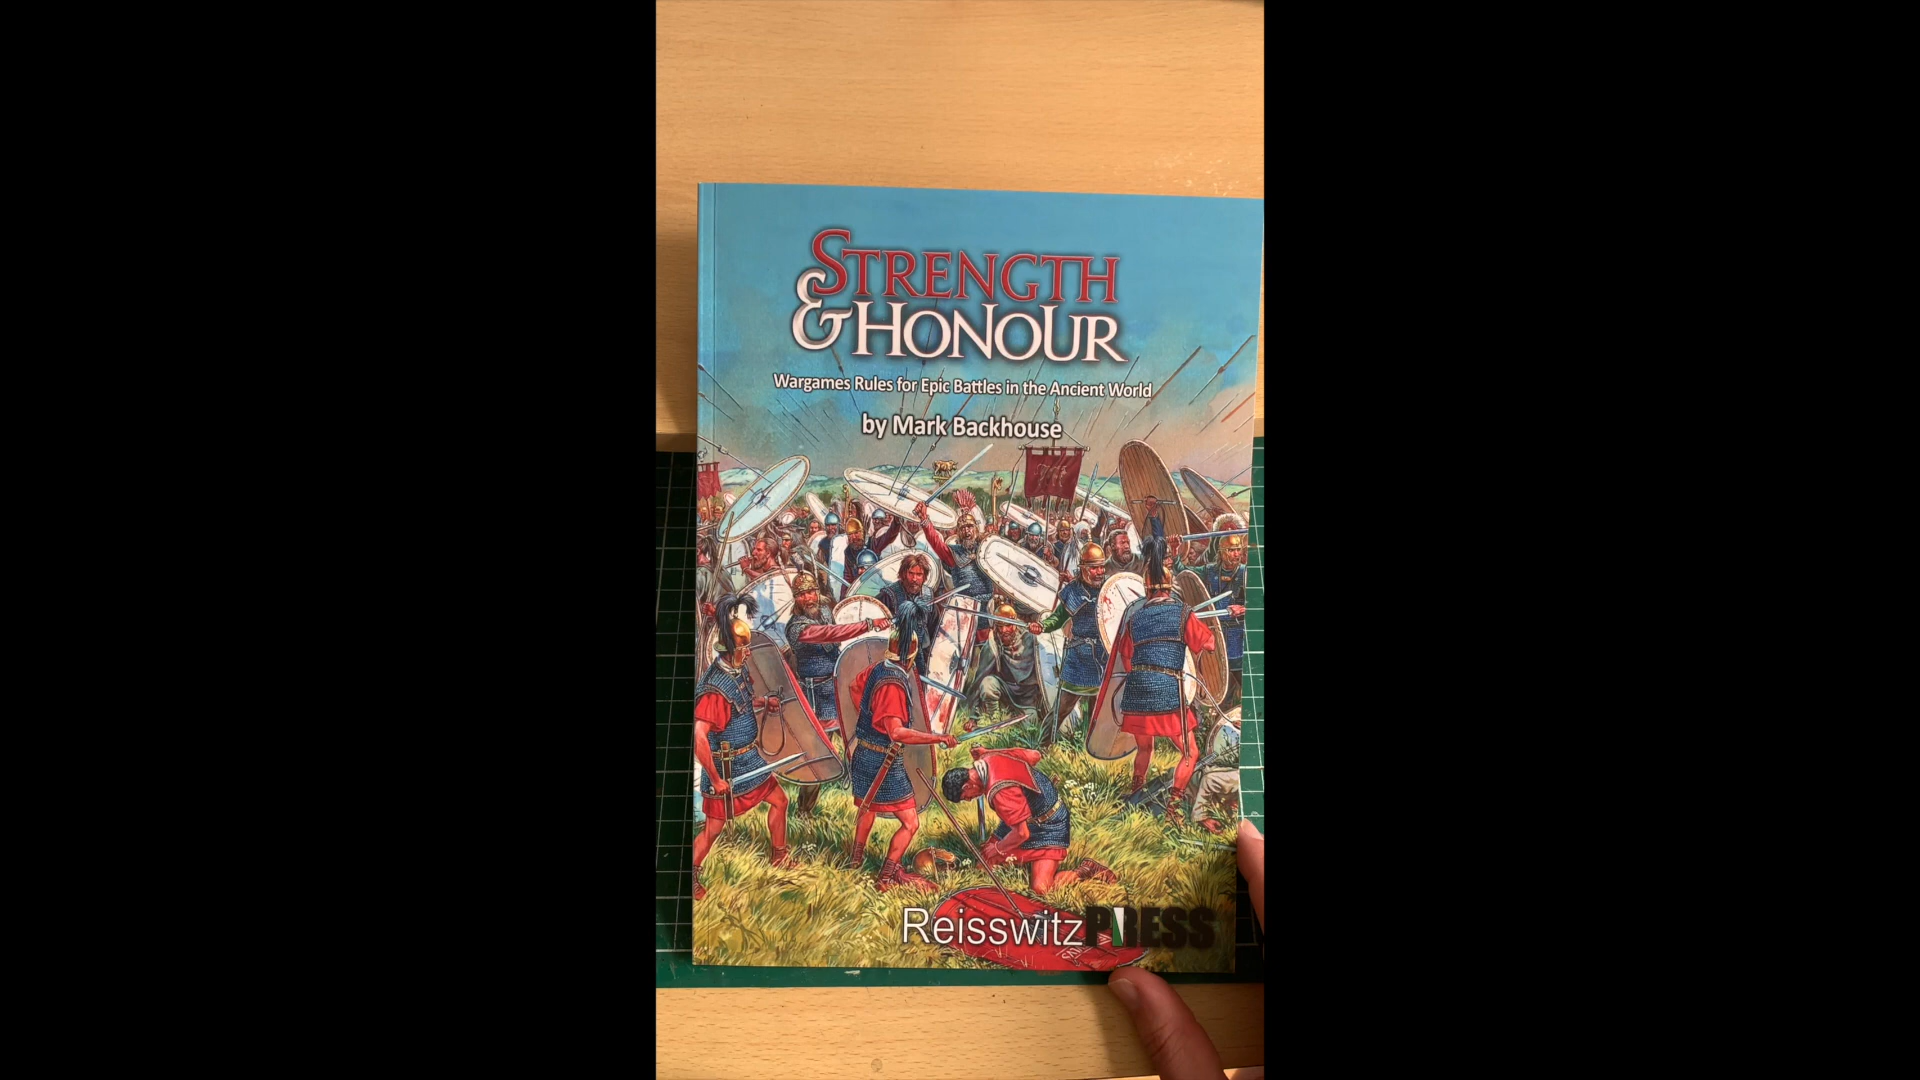 STRENGTH
& HONOUR
Wargames Rules for Epic Battles in the Ancient World
by Mark Backhouse
Reisswitz PRESS